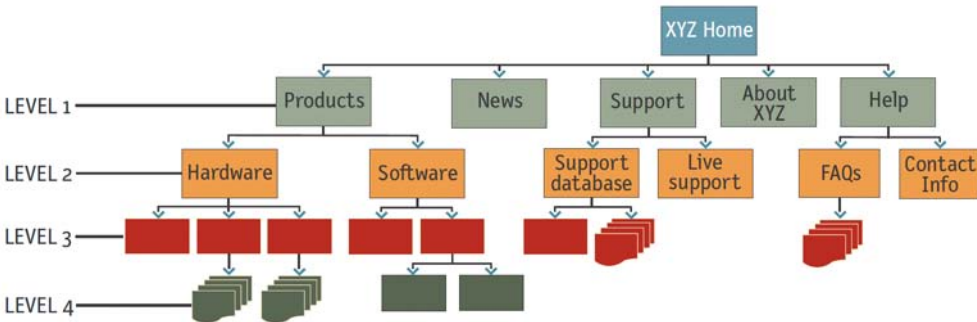 XYZ Home
LEVEL 1
Products
News
Support
About
XYZ
Help
LEVEL 2
Hardware
Software
Support
database
Live
support
FAQs
Contact
Info
LEVEL 3
LEVEL 4